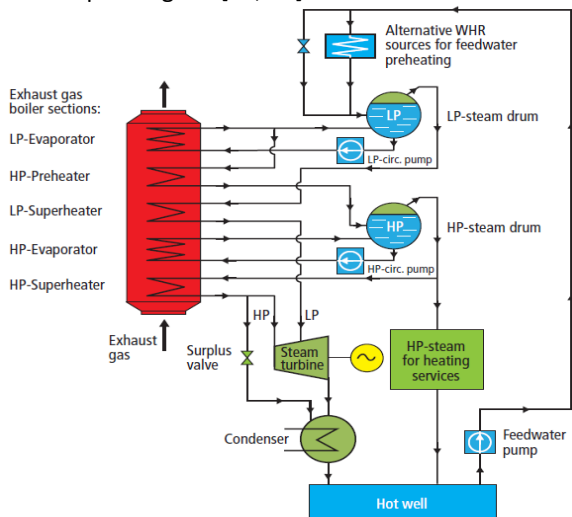 Alternative WHR
sources for feedwater
preheating
Exhaust gas
boiler sections:
LP-Evaporator
HP-Preheater
LP-Superheater
HP-Evaporator
HP-Superheater
LP
LP-steam drum
LP-circ. pump
HP
HP-steam drum
HP-circ. pump
Exhaust
gas
HP
LP
Surplus
valve
Steam
turbine
HP-steam
for heating
services
Condenser
Feedwater
pump
Hot well